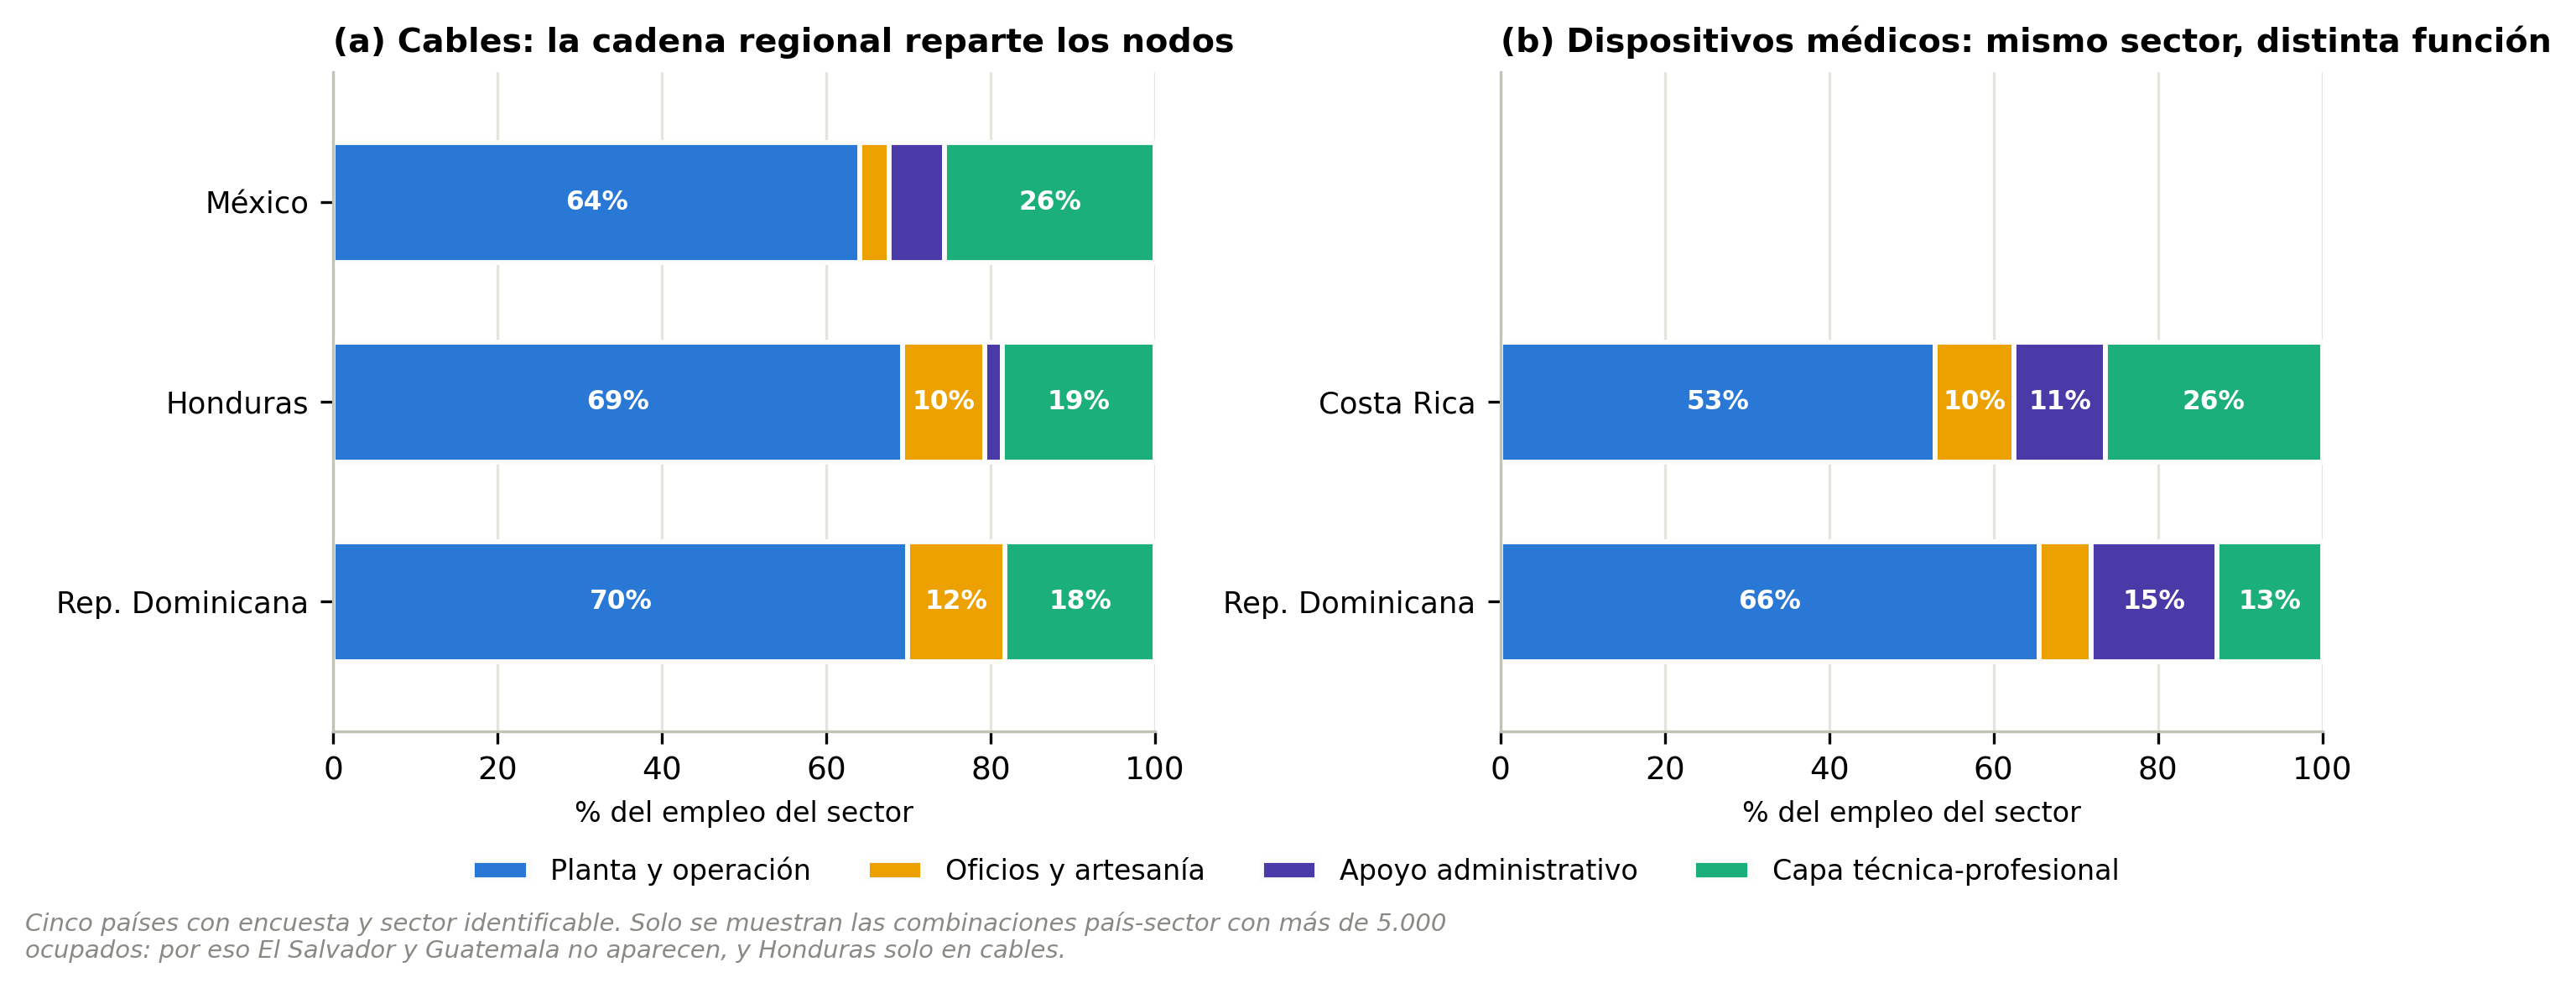 (a) Cables: la cadena regional reparte los nodos
México
64%
26%
Honduras
69%
10%
19%
Rep. Dominicana
70%
12%
18%
0 20 40 60 80 100
% del empleo del sector
(b) Dispositivos médicos: mismo sector, distinta función
Costa Rica
53%
10%
11%
26%
Rep. Dominicana
66%
15%
13%
0 20 40 60 80 100
% del empleo del sector
Planta y operación
Oficios y artesanía
Apoyo administrativo
Capa técnica-profesional
Cinco países con encuesta y sector identificable. Solo se muestran las combinaciones país-sector con más de 5.000
ocupados: por eso El Salvador y Guatemala no aparecen, y Honduras solo en cables.